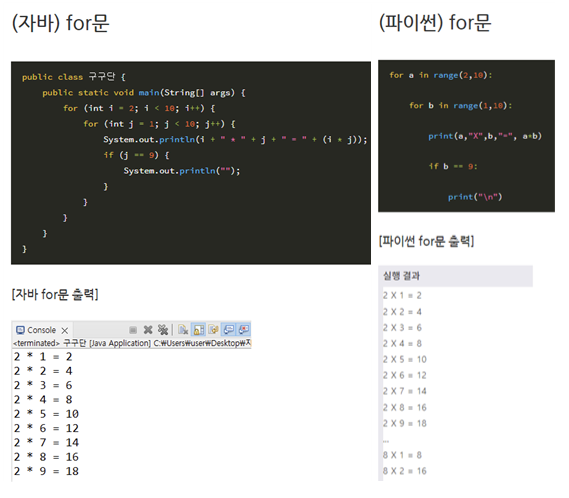 (자바) for문
public class 구구단 {
public static void main(String[] args) {
for (int i = 2; i < 10; i++) {
for (int j = 1; j < 10; j++) {
System.out.println(i + " * " + j + " = " + (i * j));
if (j == 9) {
System.out.println("");
}
}
}
}
}
[자바 for문 출력]
Console
<terminated> 구구단 [Java Application] C:₩Users₩user₩Desktop₩자
2 * 1 = 2
2 * 2 = 4
2 * 3 = 6
2 * 4 = 8
2 * 5 = 10
2 * 6 = 12
2 * 7 = 14
2 * 8 = 16
2 * 9 = 18
(파이썬) for문
for a in range(2,10):
for b in range(1,10):
print(a,"X",b,"=", a*b)
if b == 9:
print("\n")
[파이썬 for문 출력]
실행 결과
2 X 1 = 2
2 X 2 = 4
2 X 3 = 6
2 X 4 = 8
2 X 5 = 10
2 X 6 = 12
2 X 7 = 14
2 X 8 = 16
2 X 9 = 18
...
8 X 1 = 8
8 X 2 = 16